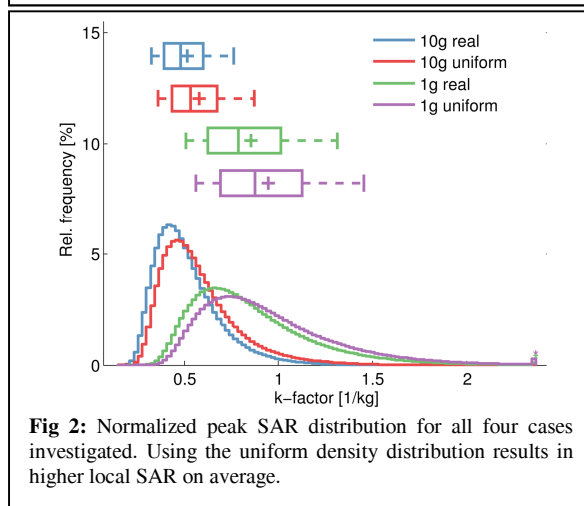 15
10g real
10g uniform
1g real
1g uniform
10
Rel. frequency [%]
5
0
0.5
1
1.5
2
*
k−factor [1/kg]
Fig 2: Normalized peak SAR distribution for all four cases
investigated. Using the uniform density distribution results in
higher local SAR on average.